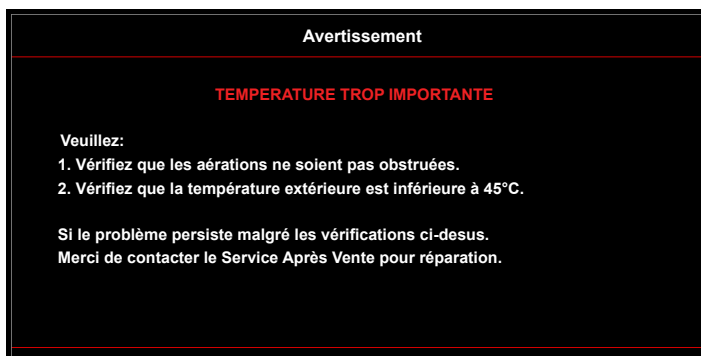 Avertissement
TEMPERATURE TROP IMPORTANTE
Veuillez:
1. Vérifiez que les aérations ne soient pas obstruées.
2. Vérifiez que la température extérieure est inférieure à 45°C.
Si le problème persiste malgré les vérifications ci-desus.
Merci de contacter le Service Après Vente pour réparation.